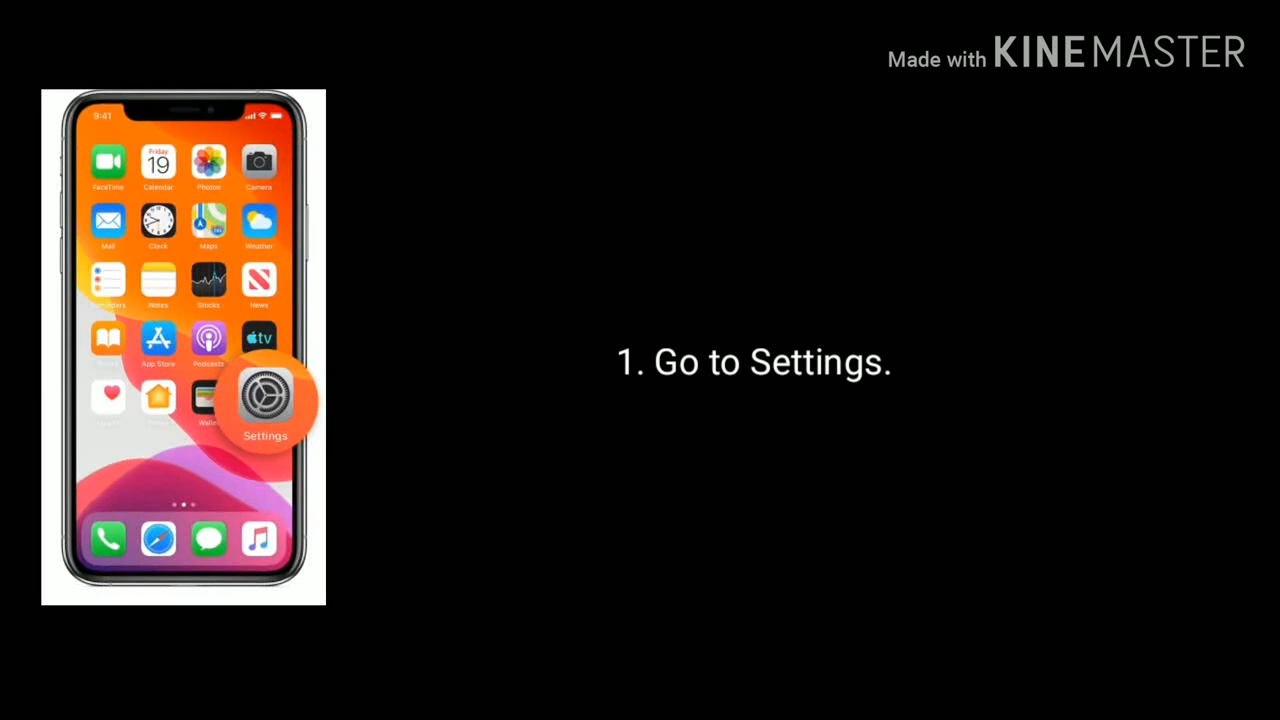 Made with KINEMASTER
9:41
FaceTime
Friday
19
Calendar
Photos
Camera
Mail
Clock
Maps
Weather
Reminders
Notes
Stocks
News
tv
App Store
Podcasts
Settings
1. Go to Settings.